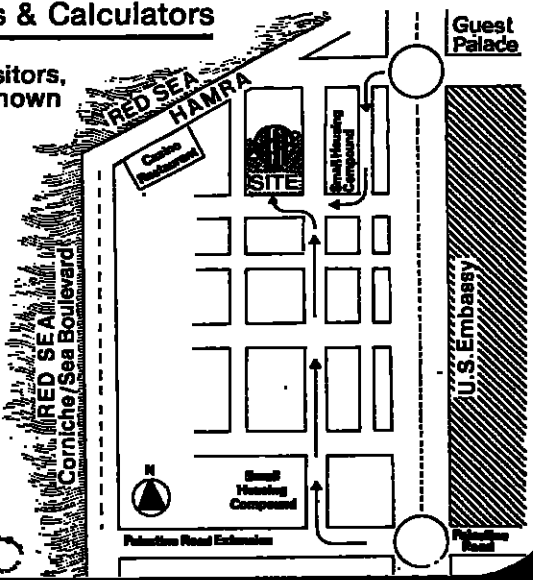 s & Calculators
sitors,
nown
Guest
Palace
RED SEA
HAMRA
Casino
Restaurant
SITE
Small Housing
Compound
RED SEA
Corniche/Sea Boulevard
U.S. Embassy
N
Small
Housing
Compound
Palestine Road Extension
Palestine
Road